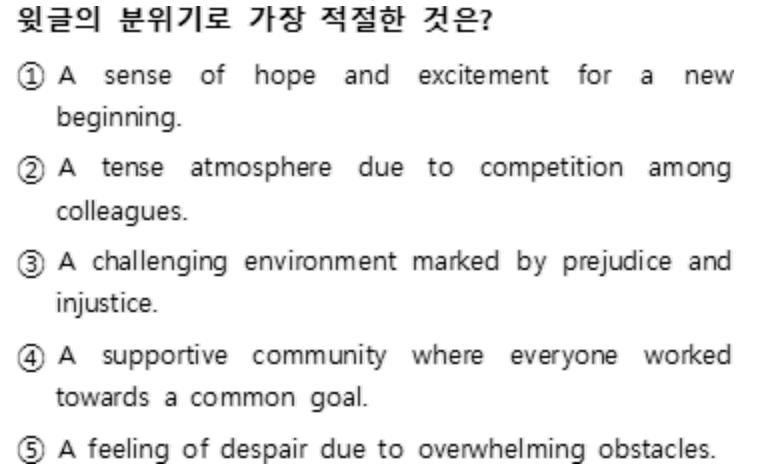 윗글의 분위기로 가장 적절한 것은?
① A sense of hope and excitement for a new
beginning.
② A tense atmosphere due to competition among
colleagues.
③ A challenging environment marked by prejudice and
injustice.
④ A supportive community where everyone worked
towards a common goal.
⑤ A feeling of despair due to overwhelming obstacles.